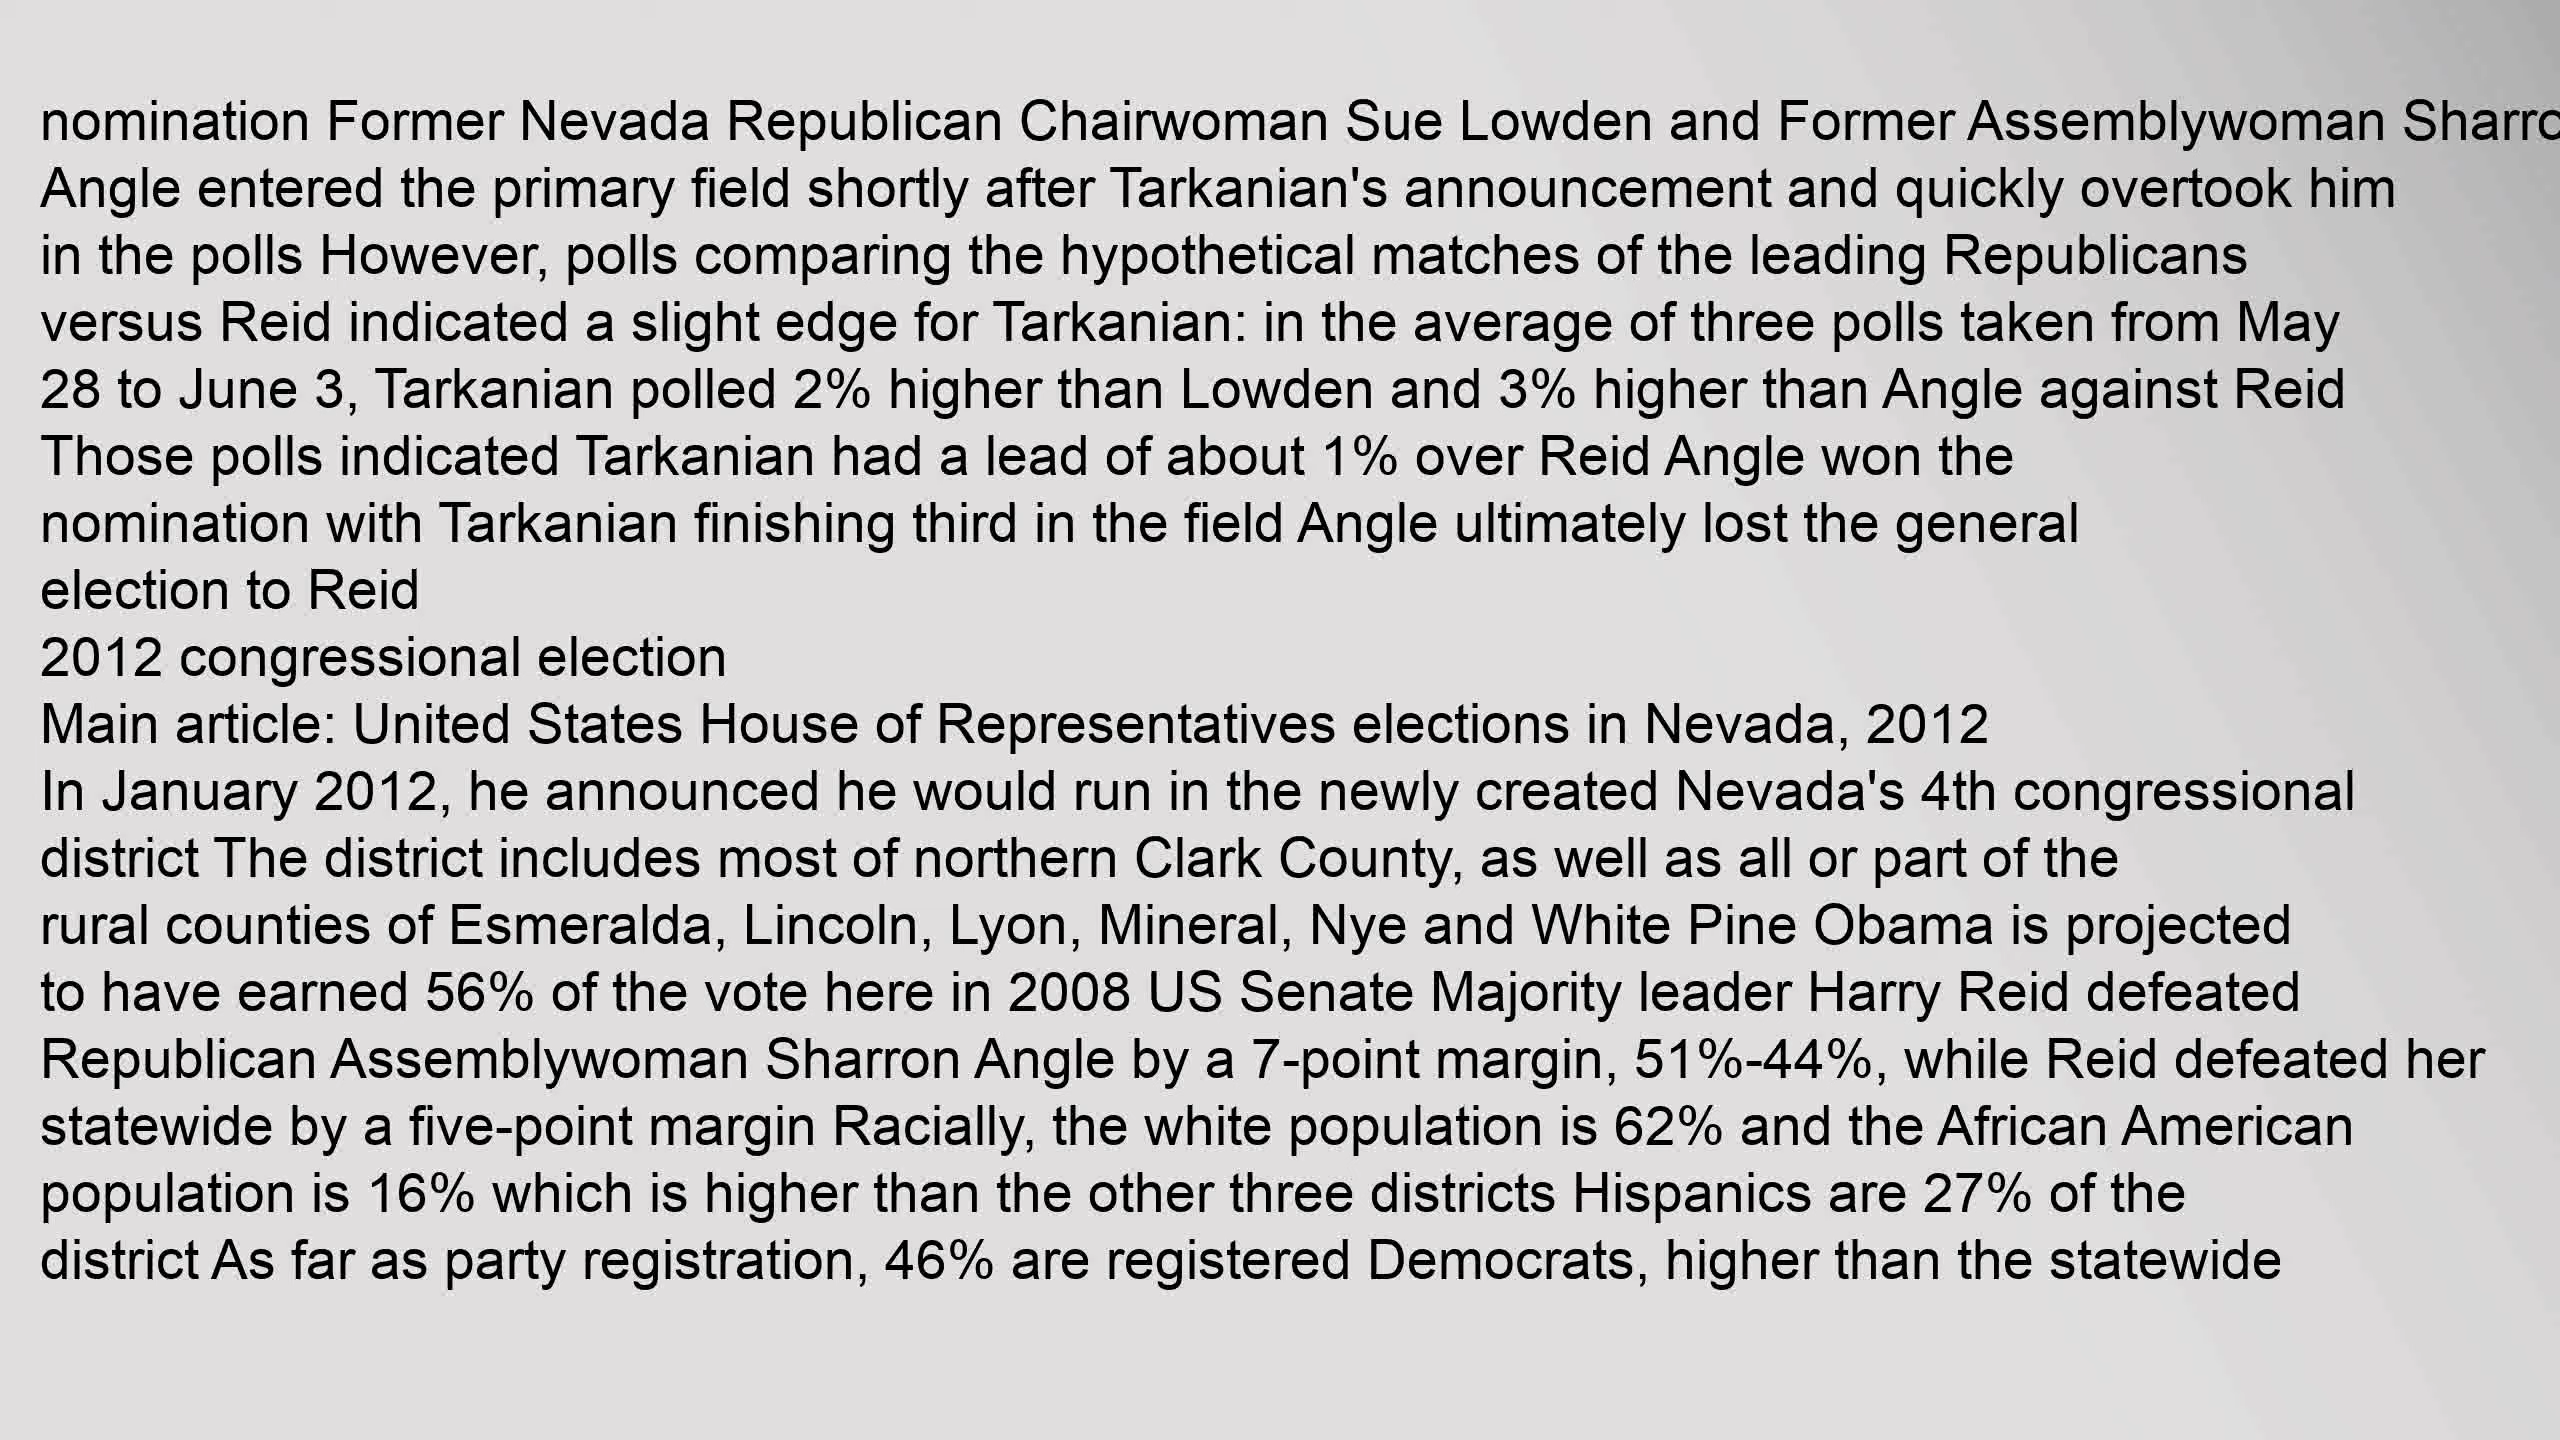 nomination Former Nevada Republican Chairwoman Sue Lowden and Former Assemblywoman Sharro
Angle entered the primary field shortly after Tarkanian's announcement and quickly overtook him
in the polls However, polls comparing the hypothetical matches of the leading Republicans
versus Reid indicated a slight edge for Tarkanian: in the average of three polls taken from May
28 to June 3, Tarkanian polled 2% higher than Lowden and 3% higher than Angle against Reid
Those polls indicated Tarkanian had a lead of about 1% over Reid Angle won the
nomination with Tarkanian finishing third in the field Angle ultimately lost the general
election to Reid
2012 congressional election
Main article: United States House of Representatives elections in Nevada, 2012
In January 2012, he announced he would run in the newly created Nevada's 4th congressional
district The district includes most of northern Clark County, as well as all or part of the
rural counties of Esmeralda, Lincoln, Lyon, Mineral, Nye and White Pine Obama is projected
to have earned 56% of the vote here in 2008 US Senate Majority leader Harry Reid defeated
Republican Assemblywoman Sharron Angle by a 7-point margin, 51%-44%, while Reid defeated her
statewide by a five-point margin Racially, the white population is 62% and the African American
population is 16% which is higher than the other three districts Hispanics are 27% of the
district As far as party registration, 46% are registered Democrats, higher than the statewide